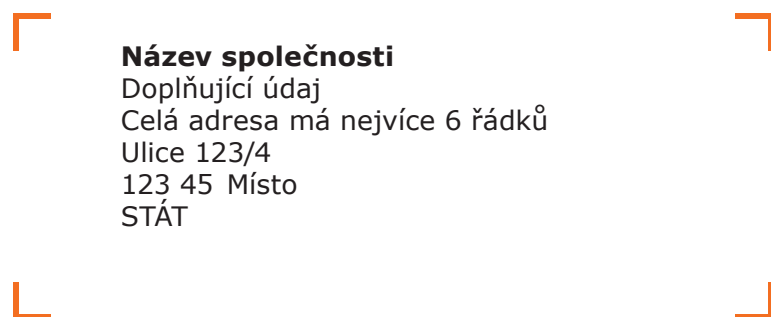 Název společnosti
Doplňující údaj
Celá adresa má nejvíce 6 řádků
Ulice 123/4
123 45 Místo
STÁT